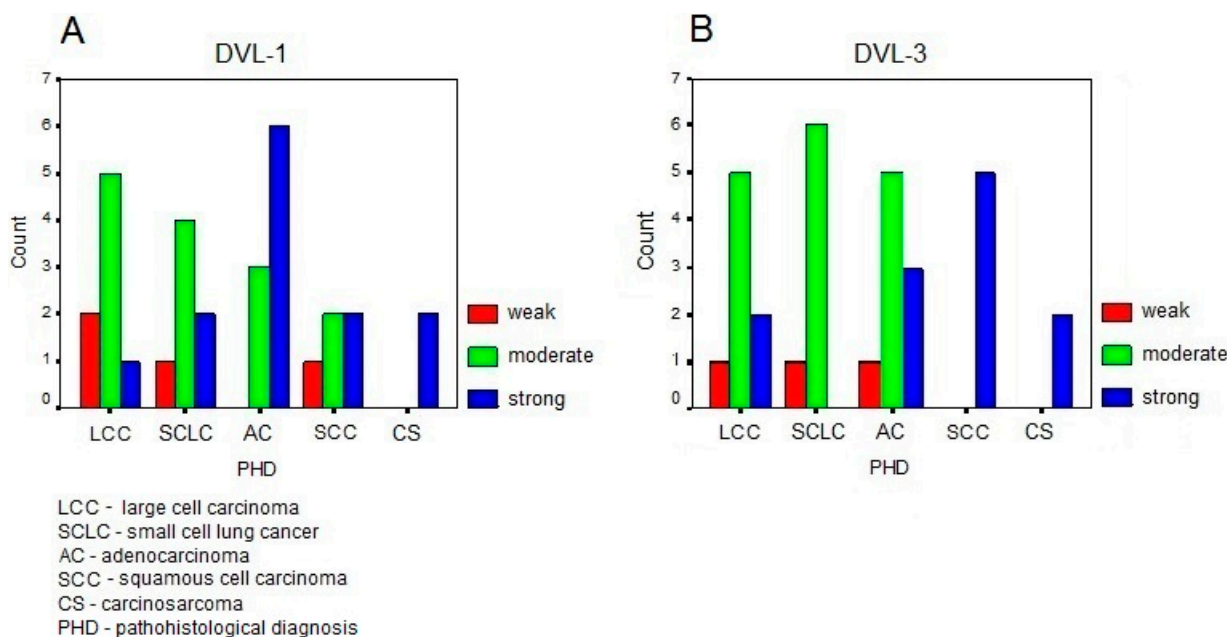 A
DVL-1
7
6
5
4
3
2
1
0
Count
LCC SCLC AC SCC CS
PHD
weak
moderate
strong
B
DVL-3
7
6
5
4
3
2
1
0
Count
LCC SCLC AC SCC CS
PHD
weak
moderate
strong
LCC - large cell carcinoma
SCLC - small cell lung cancer
AC - adenocarcinoma
SCC - squamous cell carcinoma
CS - carcinosarcoma
PHD - pathohistological diagnosis